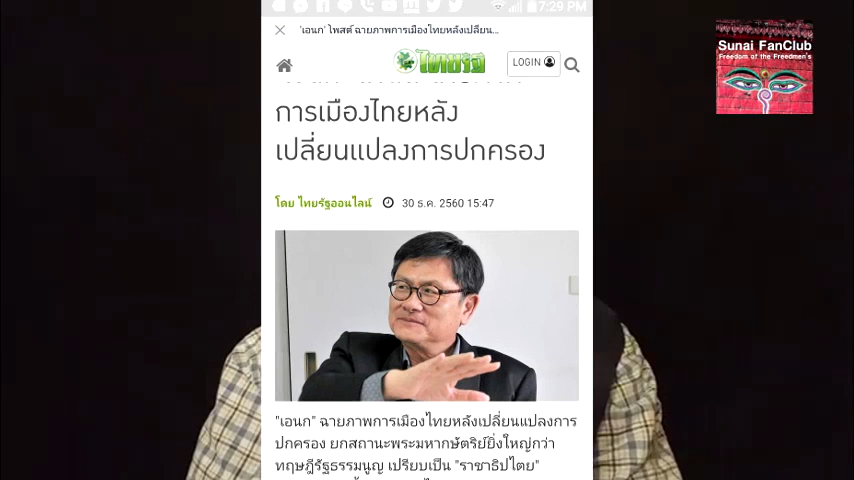 7:29 PM
'เอนก' โพสต์ ฉายภาพการเมืองไทยหลังเปลี่ยน...
ไทยรัฐ
LOGIN
Sunai FanClub
Freedom of the Freedmen's
การเมืองไทยหลัง
เปลี่ยนแปลงการปกครอง
โดย ไทยรัฐออนไลน์ 30 ธ.ค. 2560 15:47
"เอนก" ฉายภาพการเมืองไทยหลังเปลี่ยนแปลงการ
ปกครอง ยกสถานะพระมหากษัตริย์ยิ่งใหญ่กว่า
ทฤษฎีรัฐธรรมนูญ เปรียบเป็น "ราชาธิปไตย"